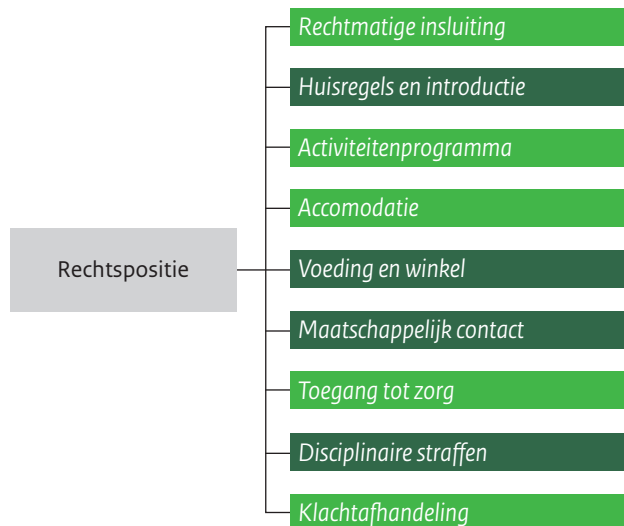 Rechtmatige insluiting
Huisregels en introductie
Activiteitenprogramma
Accomodatie
Rechtspositie
Voeding en winkel
Maatschappelijk contact
Toegang tot zorg
Disciplinaire straffen
Klachtafhandeling